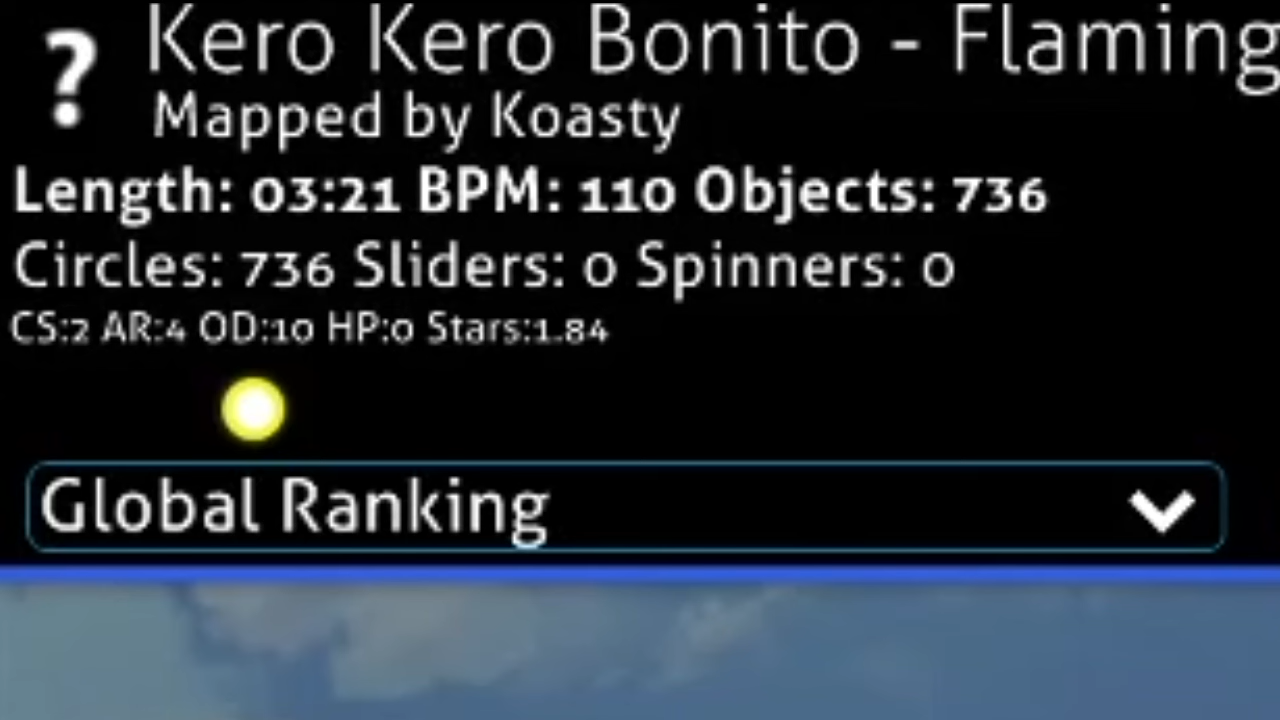 ?
Kero Kero Bonito - Flaming
Mapped by Koasty
Length: 03:21 BPM: 110 Objects: 736
Circles: 736 Sliders: 0 Spinners: 0
CS:2 AR:4 OD:10 HP:0 Stars:1.84
Global Ranking